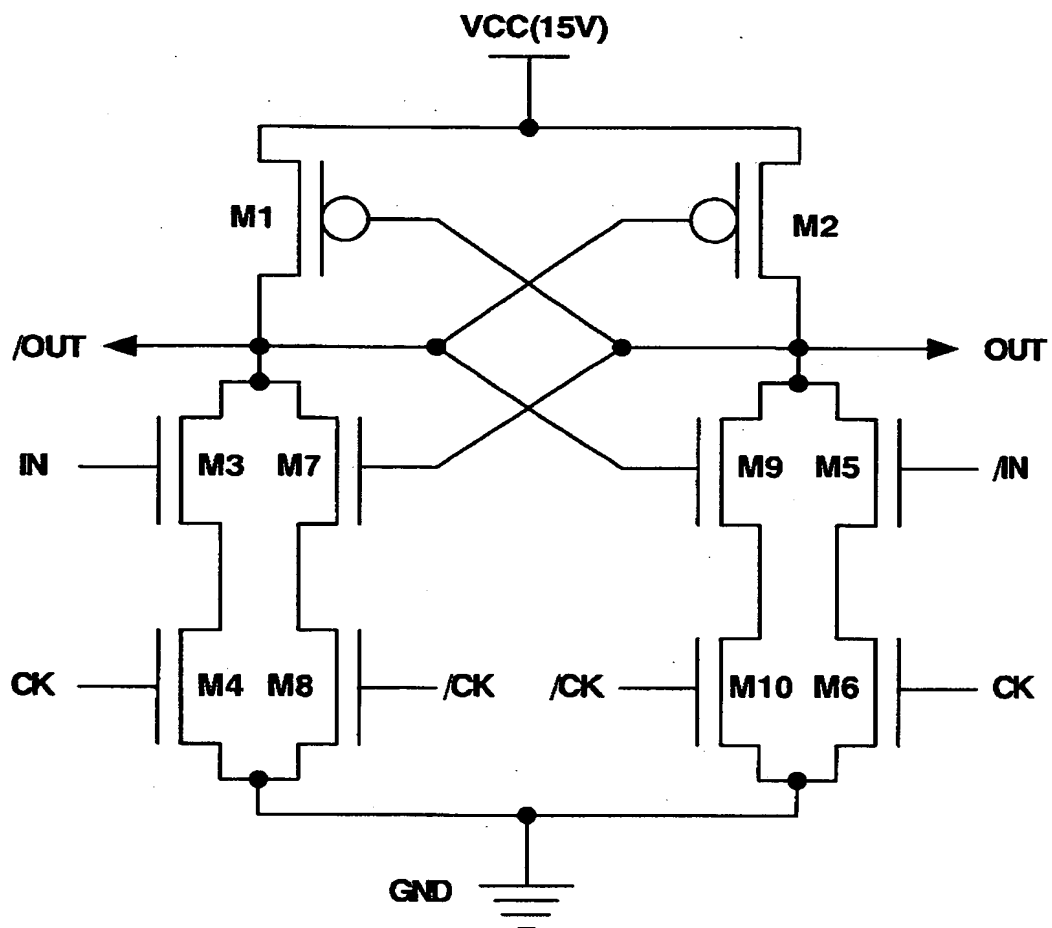 VCC(15V)
M1
M2
/OUT
OUT
IN
M3
M7
M9
M5
/IN
CK
M4
M8
/CK
/CK
M10
M6
CK
GND